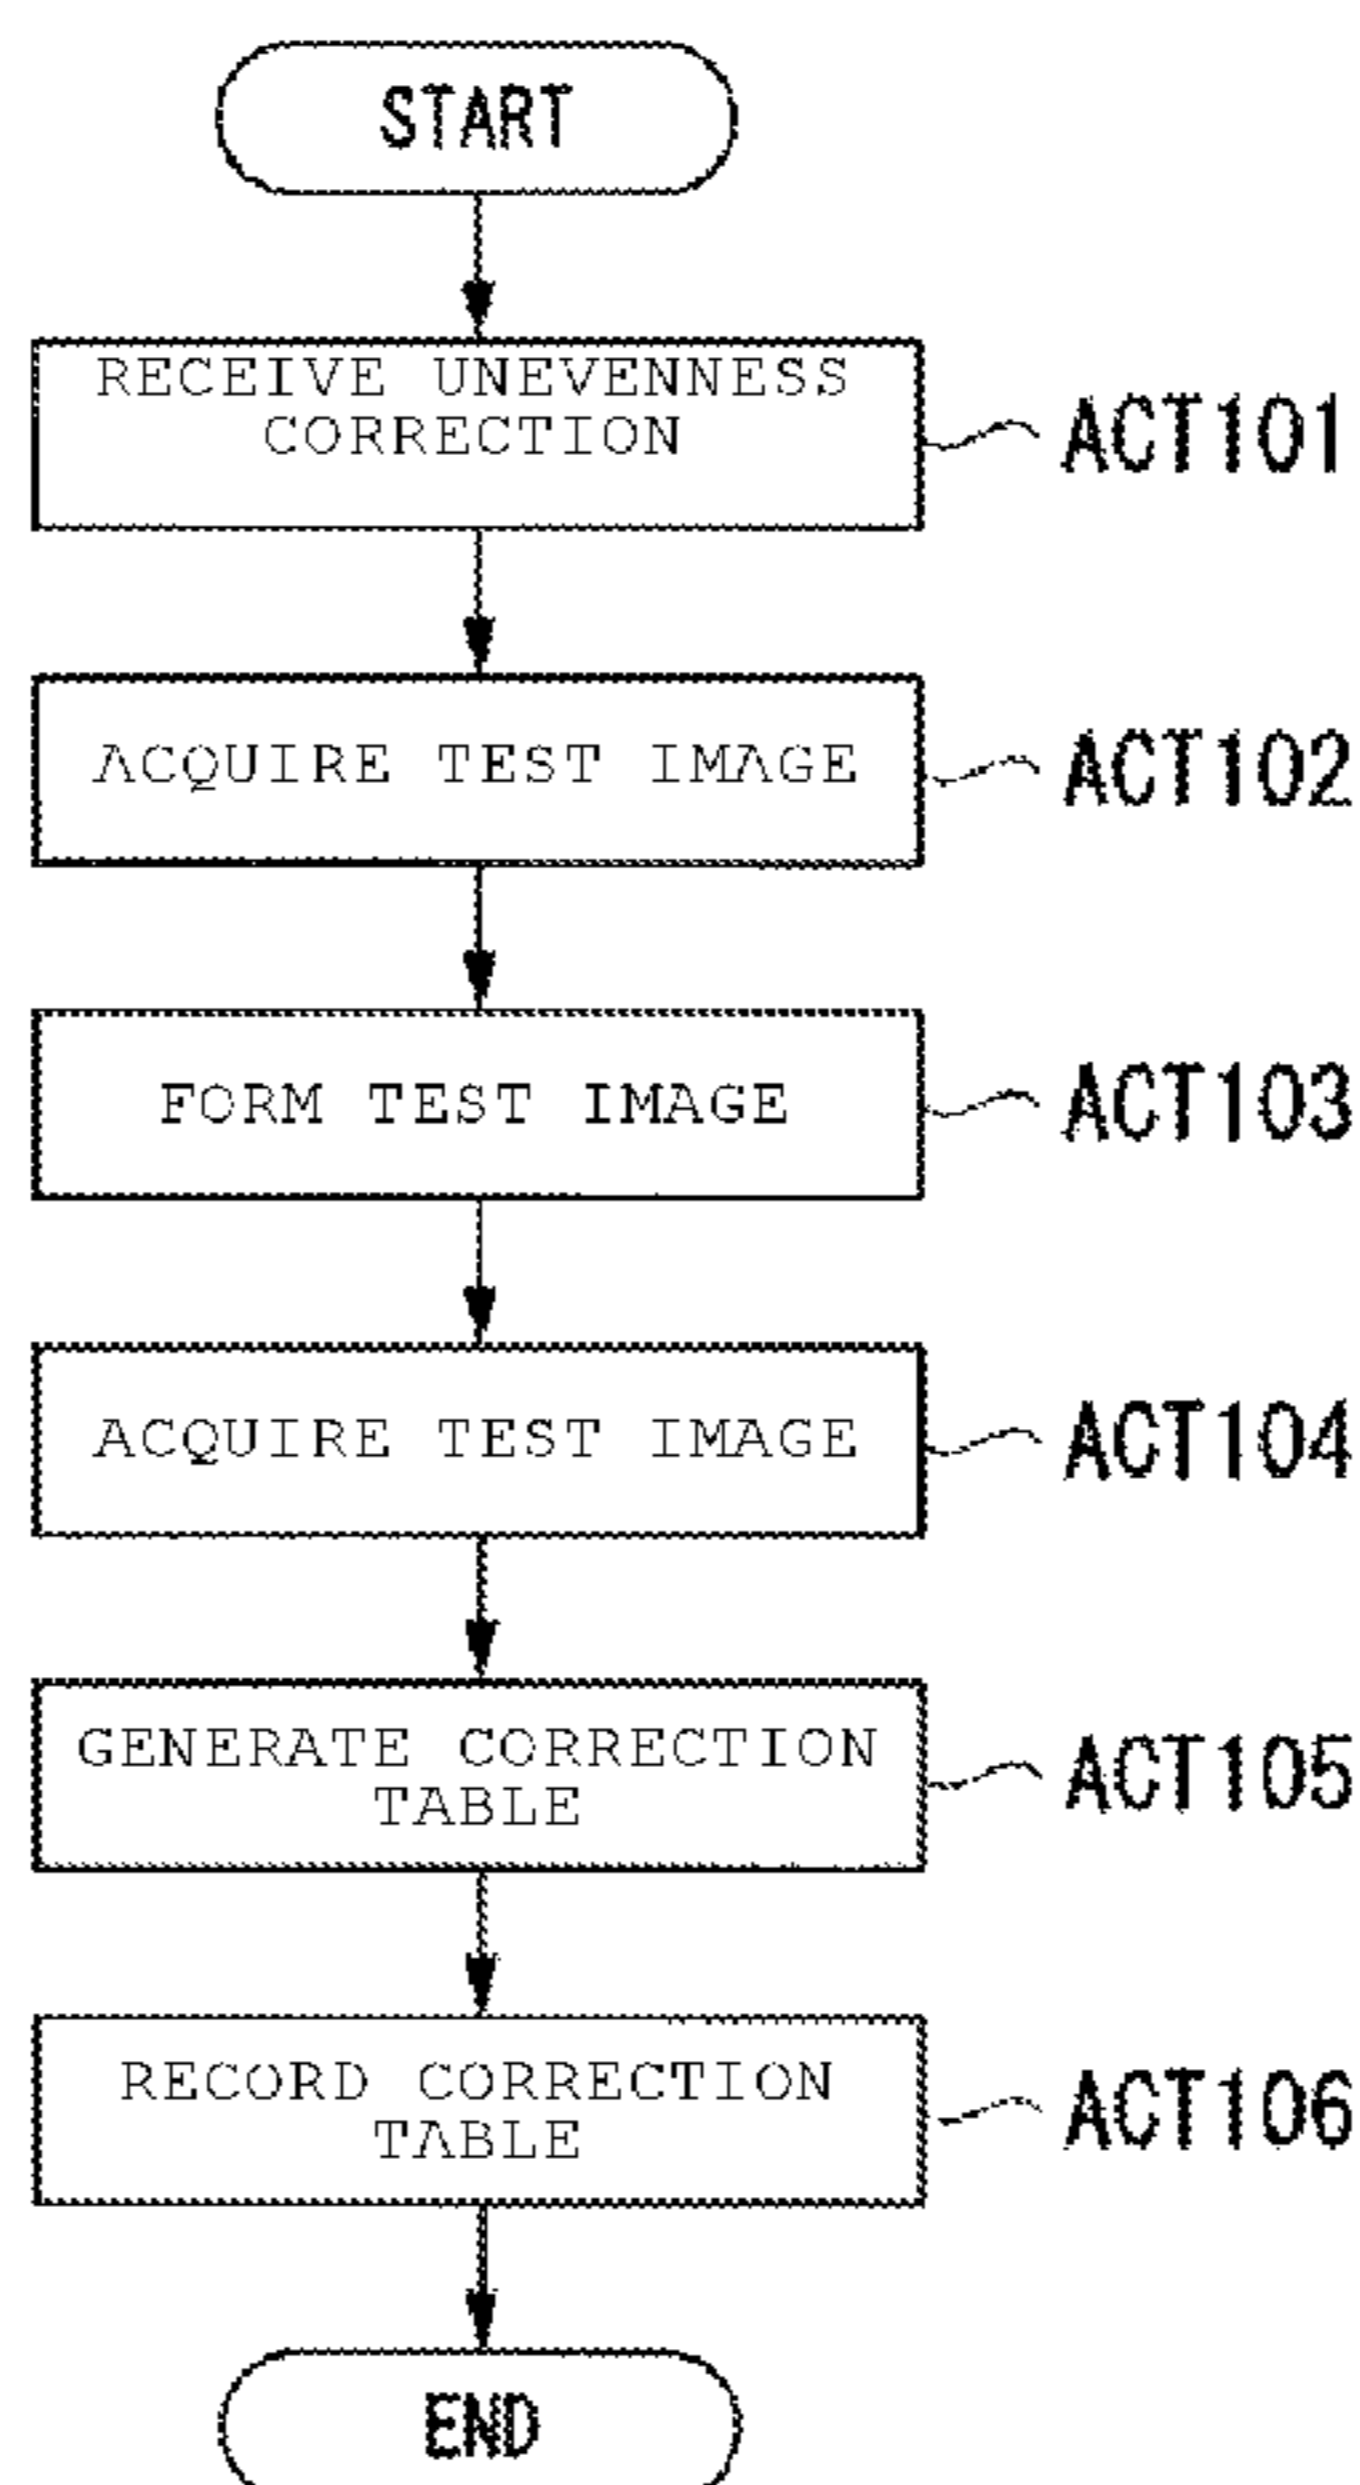 START
RECEIVE UNEVENNESS
CORRECTION
ACT101
ACQUIRE TEST IMAGE
ACT102
FORM TEST IMAGE
ACT103
ACQUIRE TEST IMAGE
ACT104
GENERATE CORRECTION
TABLE
ACT105
RECORD CORRECTION
TABLE
ACT106
END